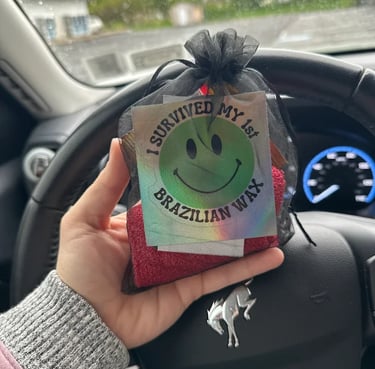 I SURVIVED MY 1st
BRAZILIAN WAX